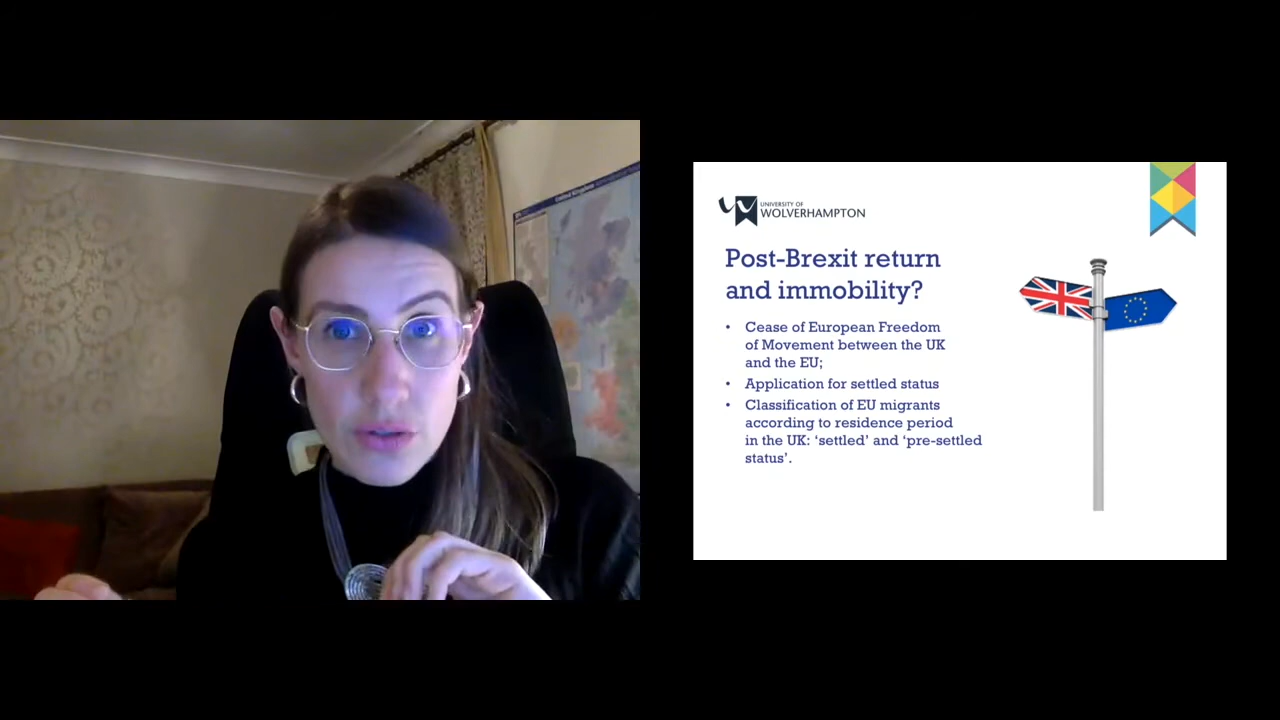 United Kingdom
UNIVERSITY OF
WOLVERHAMPTON
Post-Brexit return
and immobility?
• Cease of European Freedom
of Movement between the UK
and the EU;
• Application for settled status
• Classification of EU migrants
according to residence period
in the UK: ‘settled’ and ‘pre-settled
status’.